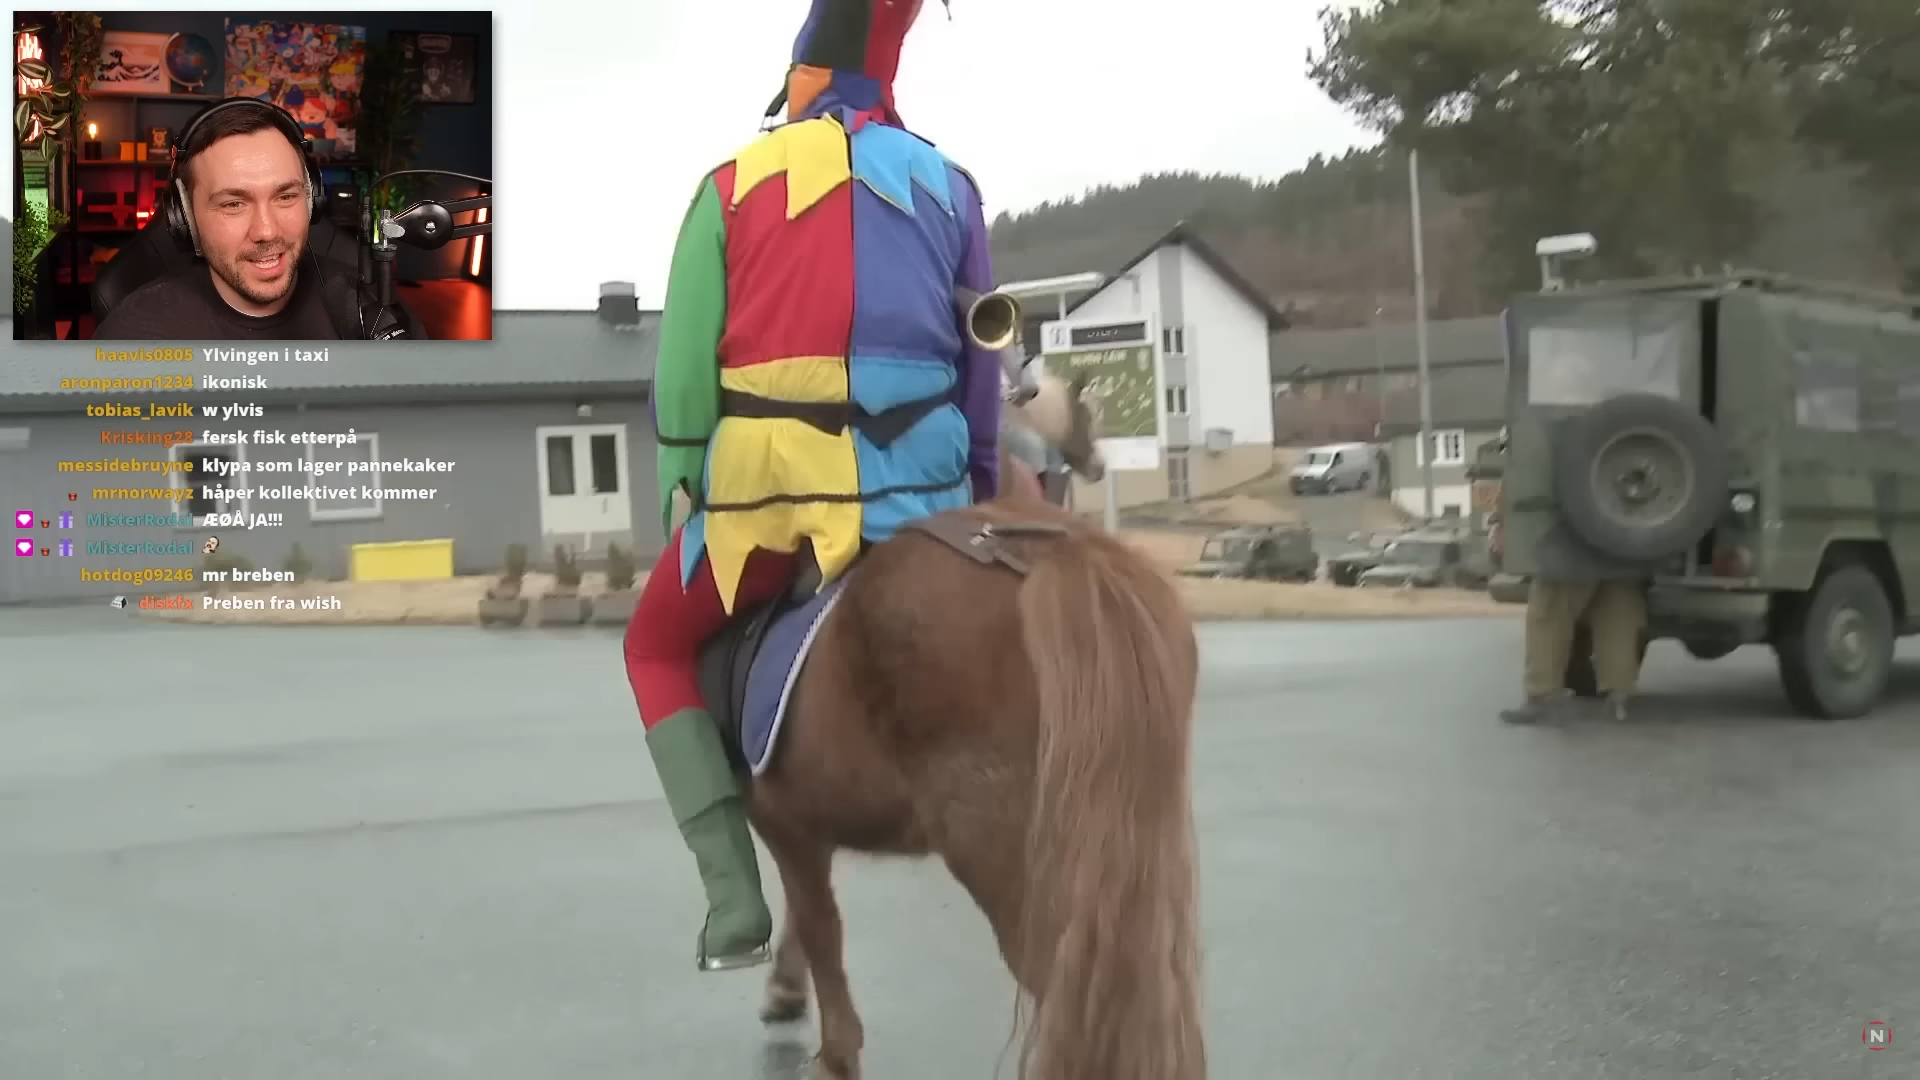 haavis0805 Ylvingen i taxi
aronparon1234 ikonisk
tobias_lavik w ylvis
Krisking28 fersk fisk etterpå
messidebruyne klypa som lager pannekaker
mrnorwayz håper kollektivet kommer
MisterRodal ÆØÅ JA!!!
MisterRodal
hotdog09246 mr breben
diskfx Preben fra wish
N